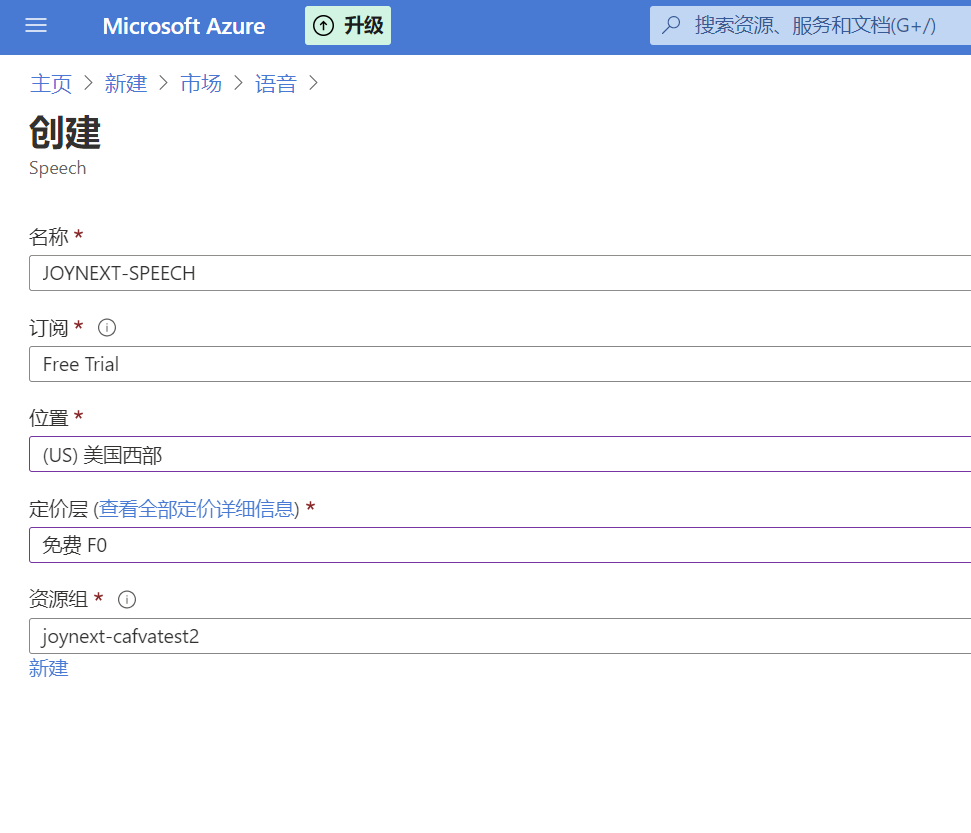 Microsoft Azure 升级 搜索资源、服务和文档(G+/)
主页 > 新建 > 市场 > 语音 >
创建
Speech
名称 *
JOYNEXT-SPEECH
订阅 *
Free Trial
位置 *
(US) 美国西部
定价层 (查看全部定价详细信息) *
免费 F0
资源组 *
joynext-cafvatest2
新建